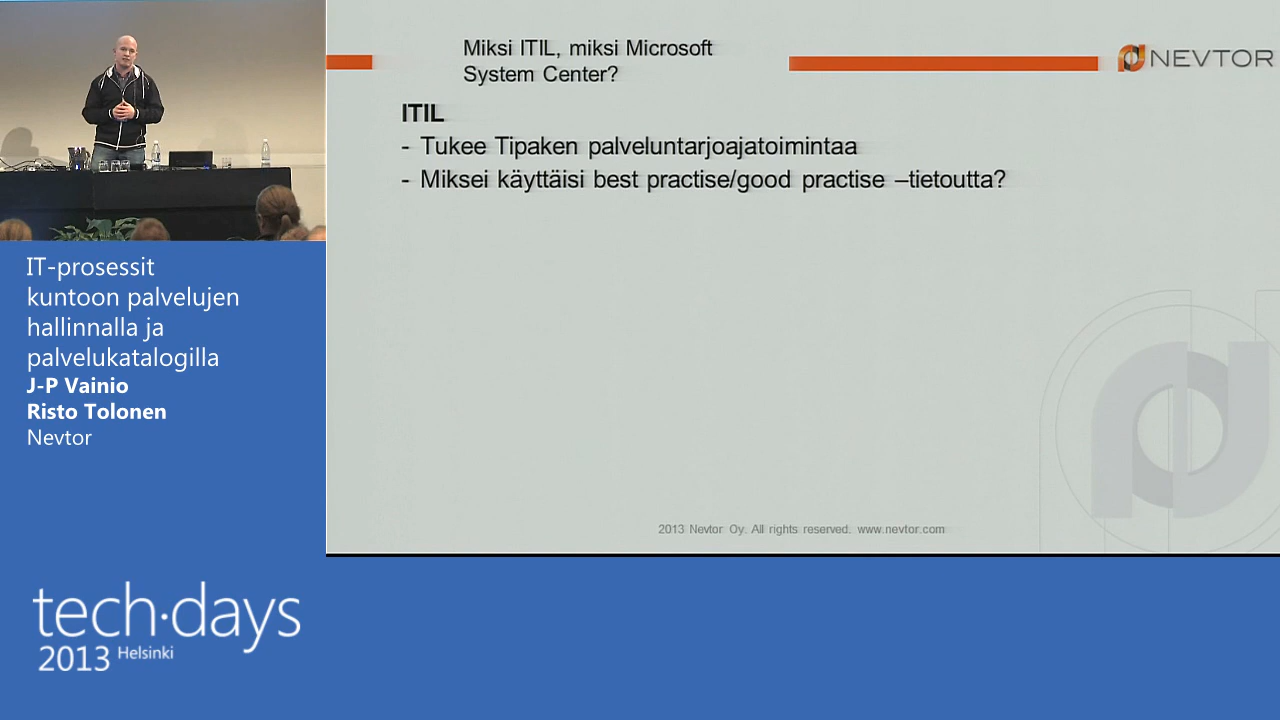 Miksi ITIL, miksi Microsoft
System Center?
NEVTOR
ITIL
- Tukee Tipaken palveluntarjoajatoimintaa
- Miksei käyttäisi best practise/good practise –tietoutta?
2013 Nevtor Oy. All rights reserved. www.nevtor.com
IT-prosessit
kuntoon palvelujen
hallinnalla ja
palvelukatalogilla
J-P Vainio
Risto Tolonen
Nevtor
tech·days
2013 Helsinki